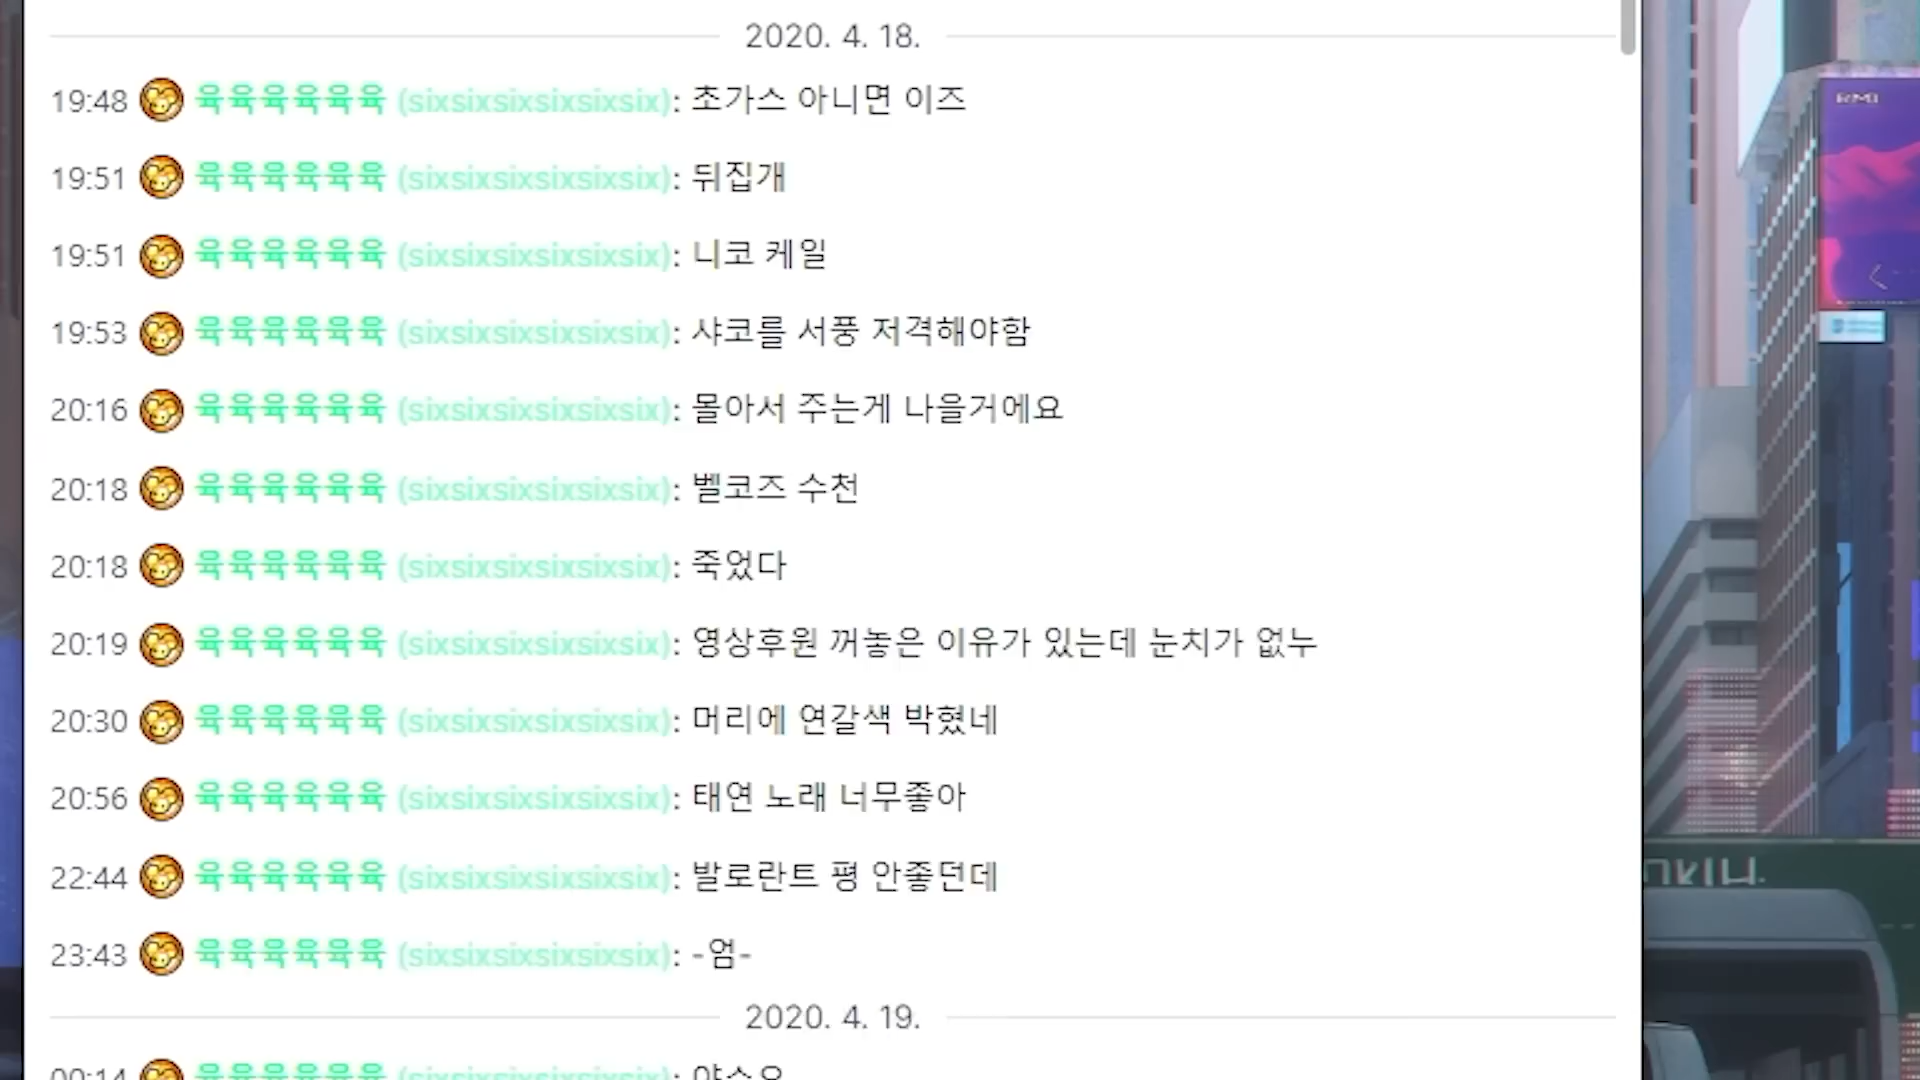 2020. 4. 18.
19:48 육육육육육육 (sixsixsixsixsixsix): 초가스 아니면 이즈
19:51 육육육육육육 (sixsixsixsixsixsix): 뒤집개
19:51 육육육육육육 (sixsixsixsixsixsix): 니코 케일
19:53 육육육육육육 (sixsixsixsixsixsix): 샤코를 서풍 저격해야함
20:16 육육육육육육 (sixsixsixsixsixsix): 몰아서 주는게 나을거에요
20:18 육육육육육육 (sixsixsixsixsixsix): 벨코즈 수천
20:18 육육육육육육 (sixsixsixsixsixsix): 죽었다
20:19 육육육육육육 (sixsixsixsixsixsix): 영상후원 꺼놓은 이유가 있는데 눈치가 없누
20:30 육육육육육육 (sixsixsixsixsixsix): 머리에 연갈색 박혔네
20:56 육육육육육육 (sixsixsixsixsixsix): 태연 노래 너무좋아
22:44 육육육육육육 (sixsixsixsixsixsix): 발로란트 평 안좋던데
23:43 육육육육육육 (sixsixsixsixsixsix): -엄-
2020. 4. 19.
00:14 육육육육육육 (sixsixsixsixsixsix):